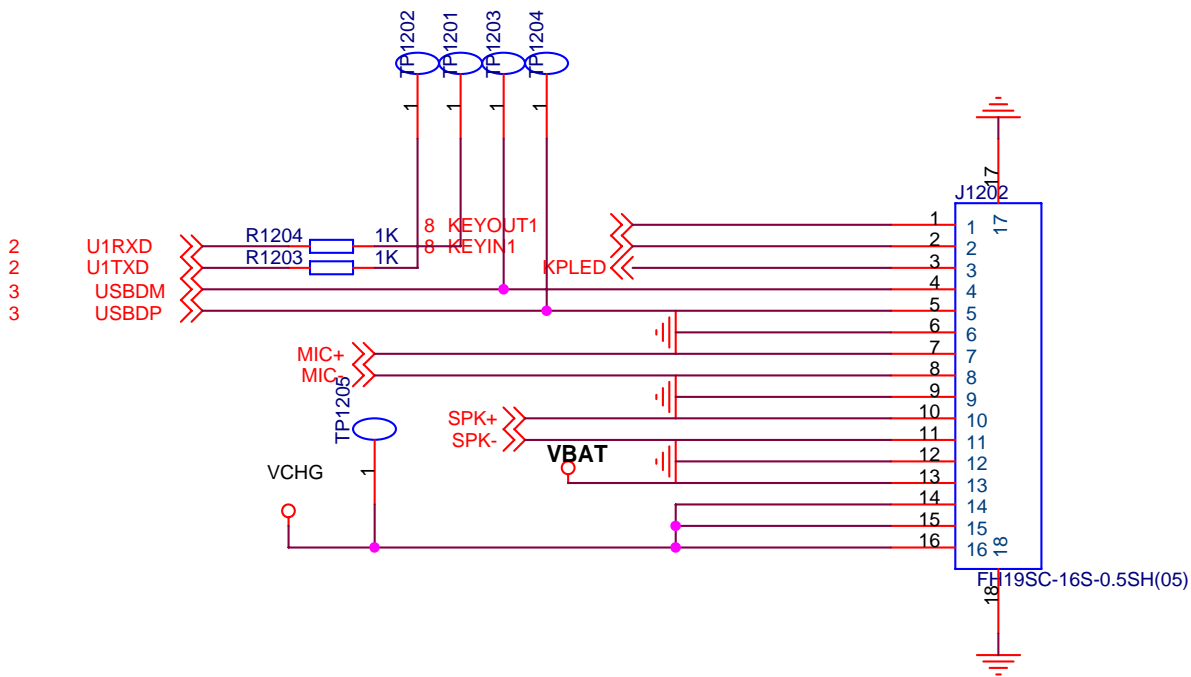 TP1202 TP1201 TP1203 TP1204
1 1 1 1
17
J1202
8 KEYOUT1 1 1 17
2 U1RXD R1204 1K 8 KEYIN1 2 2
2 U1TXD R1203 1K KPLED 3 3
3 USBDM 4 4
3 USBDP 5 5
6 6
MIC+ 7 7
MIC- 8 8
TP1205 9 9
SPK+ 10 10
SPK- 11 11
VBAT 12 12
VCHG 1 13 13
14 14
15 15
16 16 18
FH19SC-16S-0.5SH(05)
18